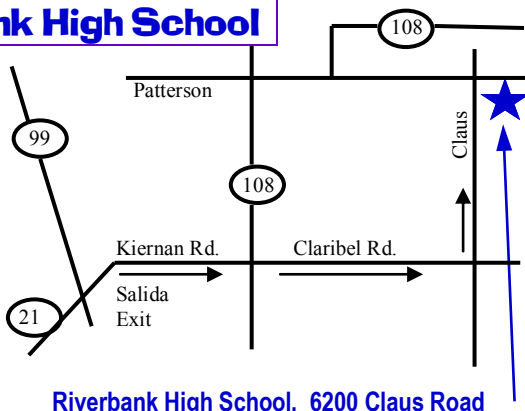 nk High School
108
Patterson
99
Claus
108
Kiernan Rd.
Claribel Rd.
Salida
Exit
21
Riverbank High School, 6200 Claus Road